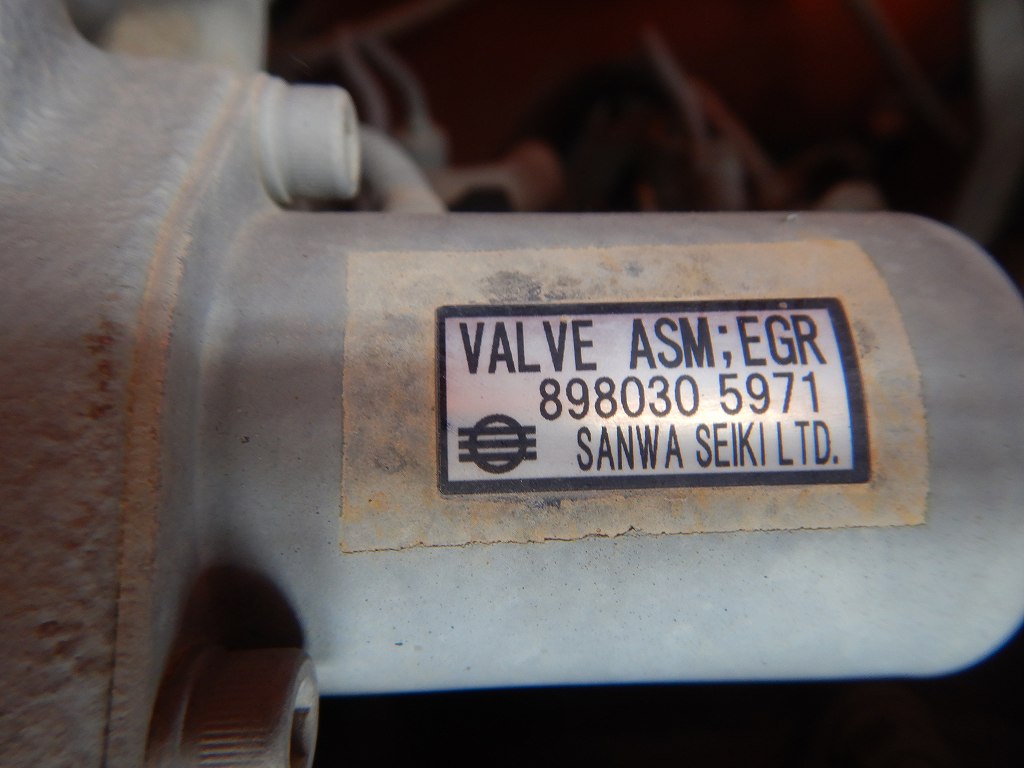 VALVE ASM;EGR
898030 5971
SANWA SEIKI LTD.